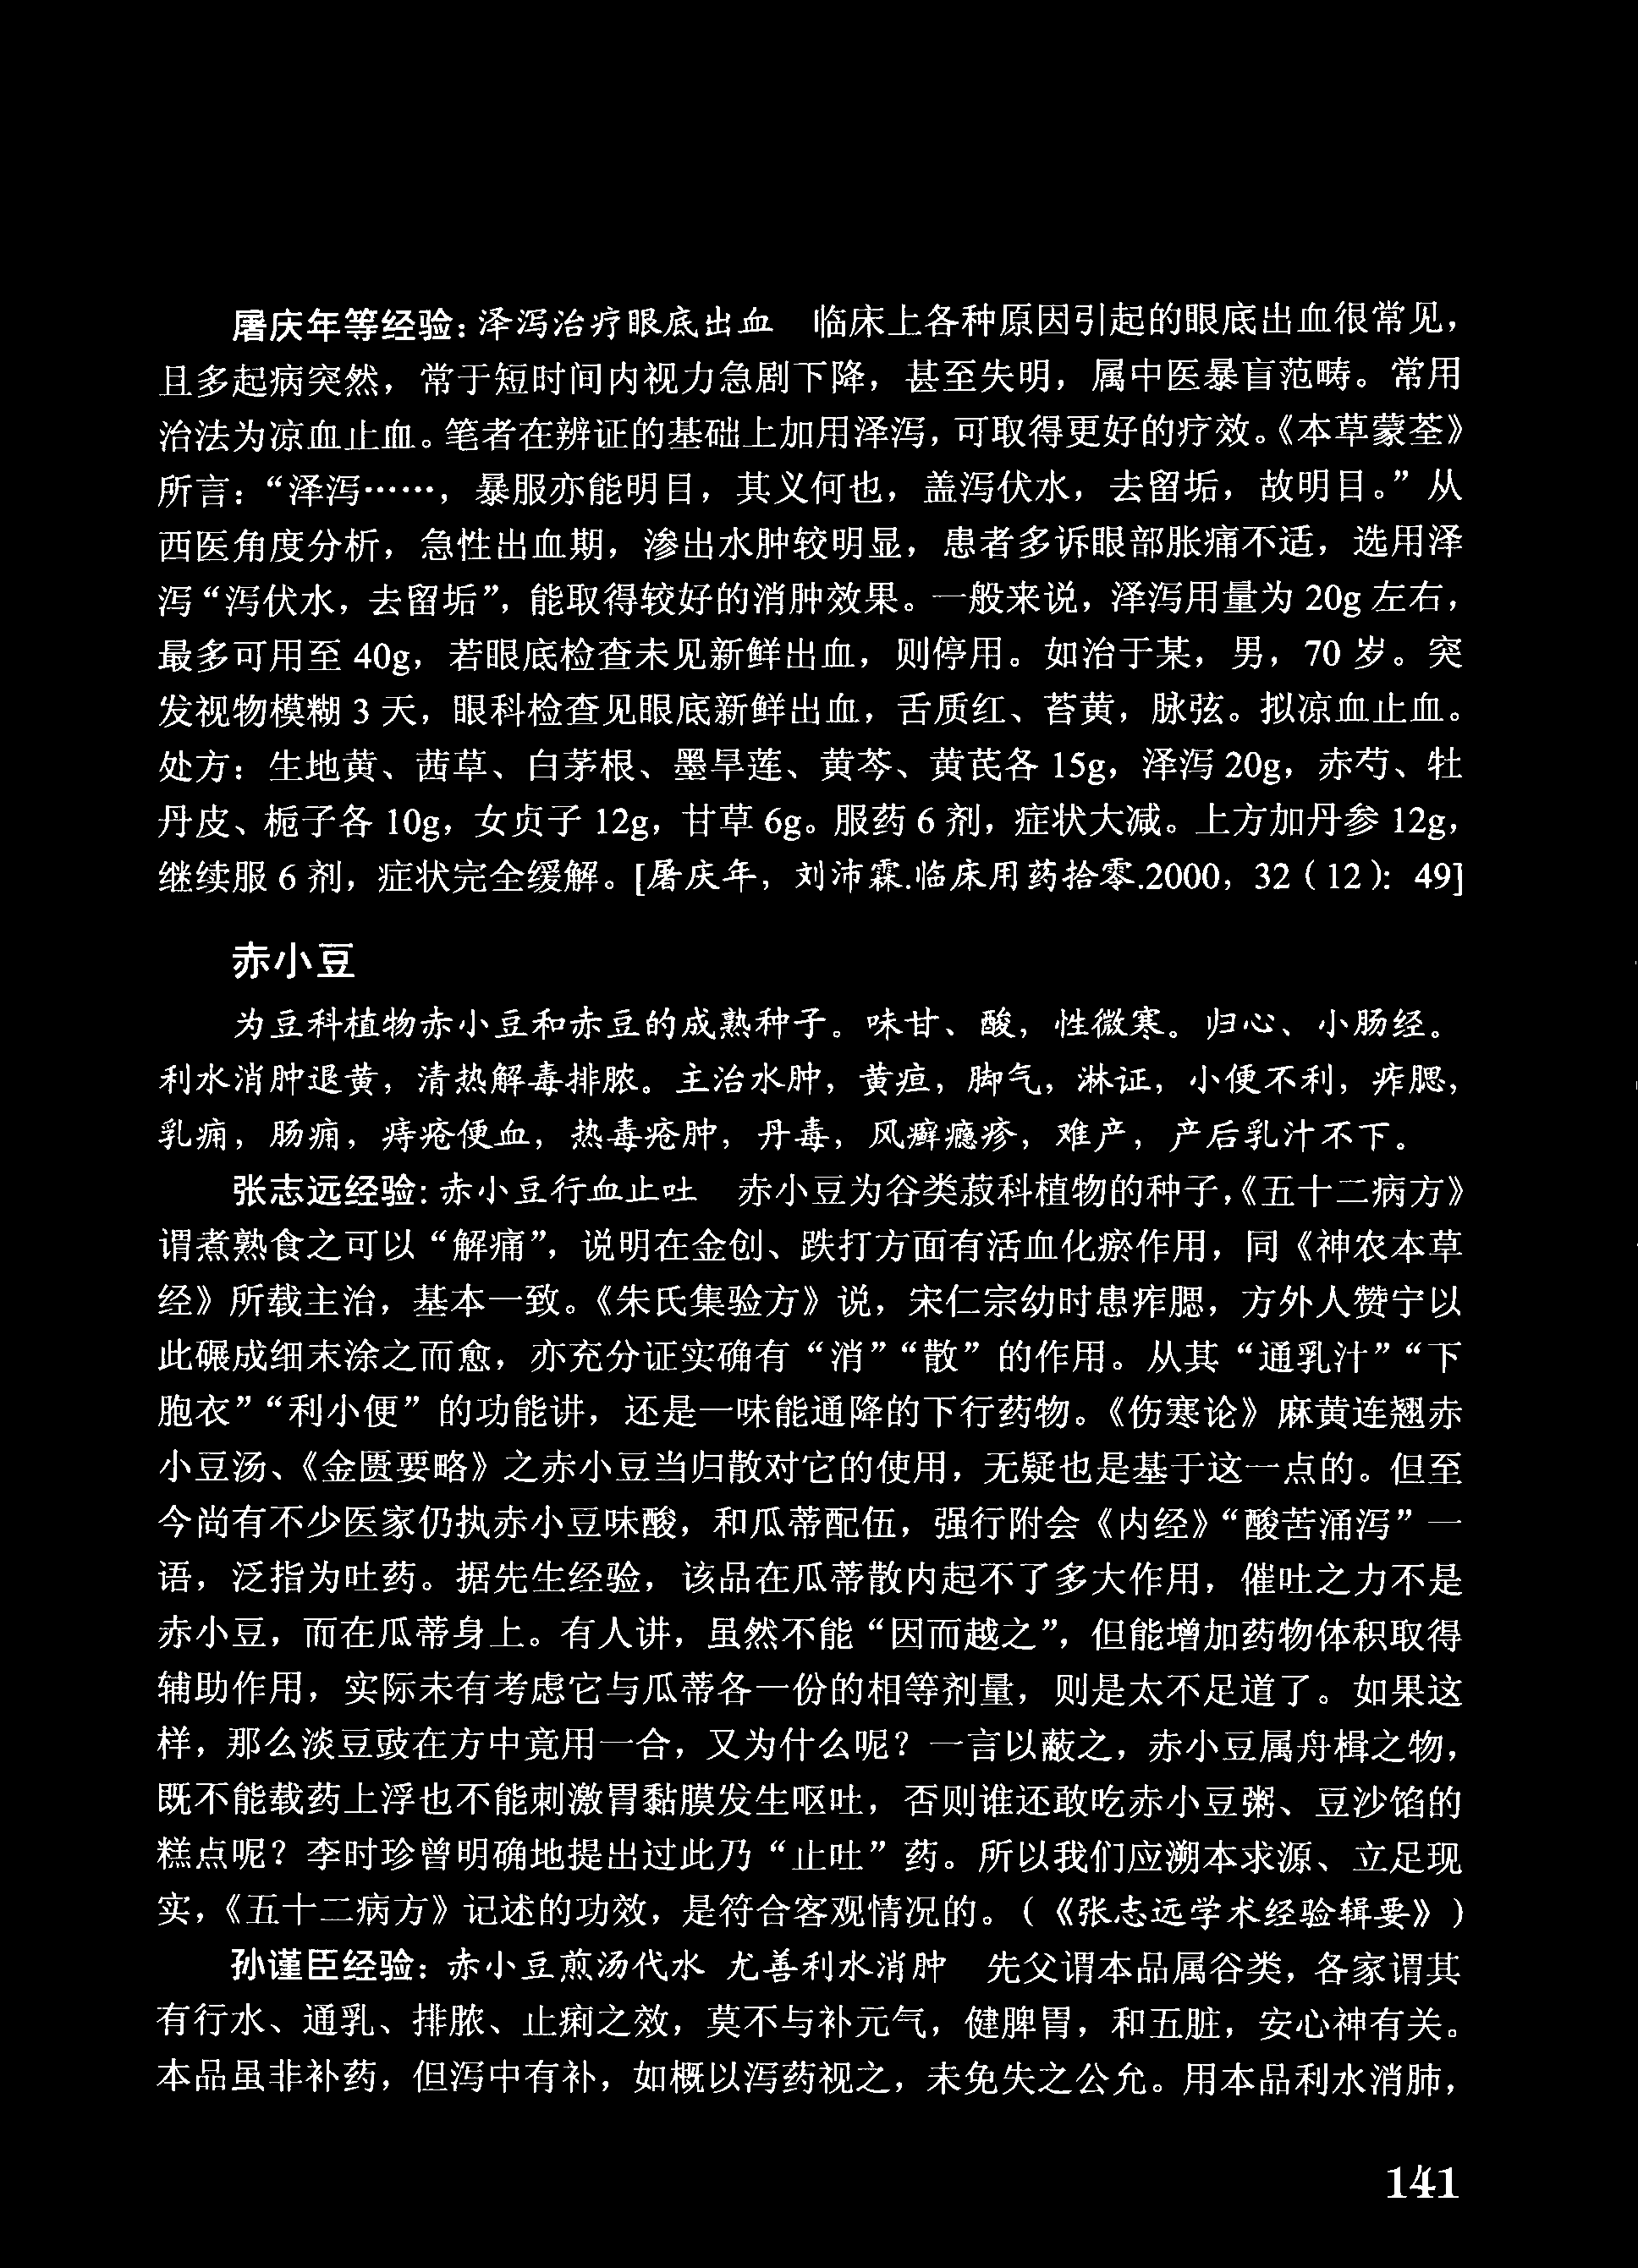 屠庆年等经验：泽泻治疗眼底出血　临床上各种原因引起的眼底出血很常见，
且多起病突然，常于短时间内视力急剧下降，甚至失明，属中医暴盲范畴。常用
治法为凉血止血。笔者在辨证的基础上加用泽泻，可取得更好的疗效。《本草蒙荃》
所言：“泽泻……，暴服亦能明目，其义何也，盖泻伏水，去留垢，故明目。”从
西医角度分析，急性出血期，渗出水肿较明显，患者多诉眼部胀痛不适，选用泽
泻“泻伏水，去留垢”，能取得较好的消肿效果。一般来说，泽泻用量为 20g 左右，
最多可用至 40g，若眼底检查未见新鲜出血，则停用。如治于某，男，70 岁。突
发视物模糊 3 天，眼科检查见眼底新鲜出血，舌质红、苔黄，脉弦。拟凉血止血。
处方：生地黄、茜草、白茅根、墨旱莲、黄芩、黄芪各 15g，泽泻 20g，赤芍、牡
丹皮、栀子各 10g，女贞子 12g，甘草 6g。服药 6 剂，症状大减。上方加丹参 12g，
继续服 6 剂，症状完全缓解。[屠庆年，刘沛霖.临床用药拾零.2000，32（12）：49]
赤小豆
为豆科植物赤小豆和赤豆的成熟种子。味甘、酸，性微寒。归心、小肠经。
利水消肿退黄，清热解毒排脓。主治水肿，黄疸，脚气，淋证，小便不利，痄腮，
乳痈，肠痈，痔疮便血，热毒疮肿，丹毒，风癣瘾疹，难产，产后乳汁不下。
张志远经验：赤小豆行血止吐　赤小豆为谷类菽科植物的种子，《五十二病方》
谓煮熟食之可以“解痛”，说明在金创、跌打方面有活血化瘀作用，同《神农本草
经》所载主治，基本一致。《朱氏集验方》说，宋仁宗幼时患痄腮，方外人赞宁以
此碾成细末涂之而愈，亦充分证实确有“消”“散”的作用。从其“通乳汁”“下
胞衣”“利小便”的功能讲，还是一味能通降的下行药物。《伤寒论》麻黄连翘赤
小豆汤、《金匮要略》之赤小豆当归散对它的使用，无疑也是基于这一点的。但至
今尚有不少医家仍执赤小豆味酸，和瓜蒂配伍，强行附会《内经》“酸苦涌泻”一
语，泛指为吐药。据先生经验，该品在瓜蒂散内起不了多大作用，催吐之力不是
赤小豆，而在瓜蒂身上。有人讲，虽然不能“因而越之”，但能增加药物体积取得
辅助作用，实际未有考虑它与瓜蒂各一份的相等剂量，则是太不足道了。如果这
样，那么淡豆豉在方中竟用一合，又为什么呢？一言以蔽之，赤小豆属舟楫之物，
既不能载药上浮也不能刺激胃黏膜发生呕吐，否则谁还敢吃赤小豆粥、豆沙馅的
糕点呢？李时珍曾明确地提出过此乃“止吐”药。所以我们应溯本求源、立足现
实，《五十二病方》记述的功效，是符合客观情况的。（《张志远学术经验辑要》）
孙谨臣经验：赤小豆煎汤代水 尤善利水消肿　先父谓本品属谷类，各家谓其
有行水、通乳、排脓、止痢之效，莫不与补元气，健脾胃，和五脏，安心神有关。
本品虽非补药，但泻中有补，如概以泻药视之，未免失之公允。用本品利水消肺，
141